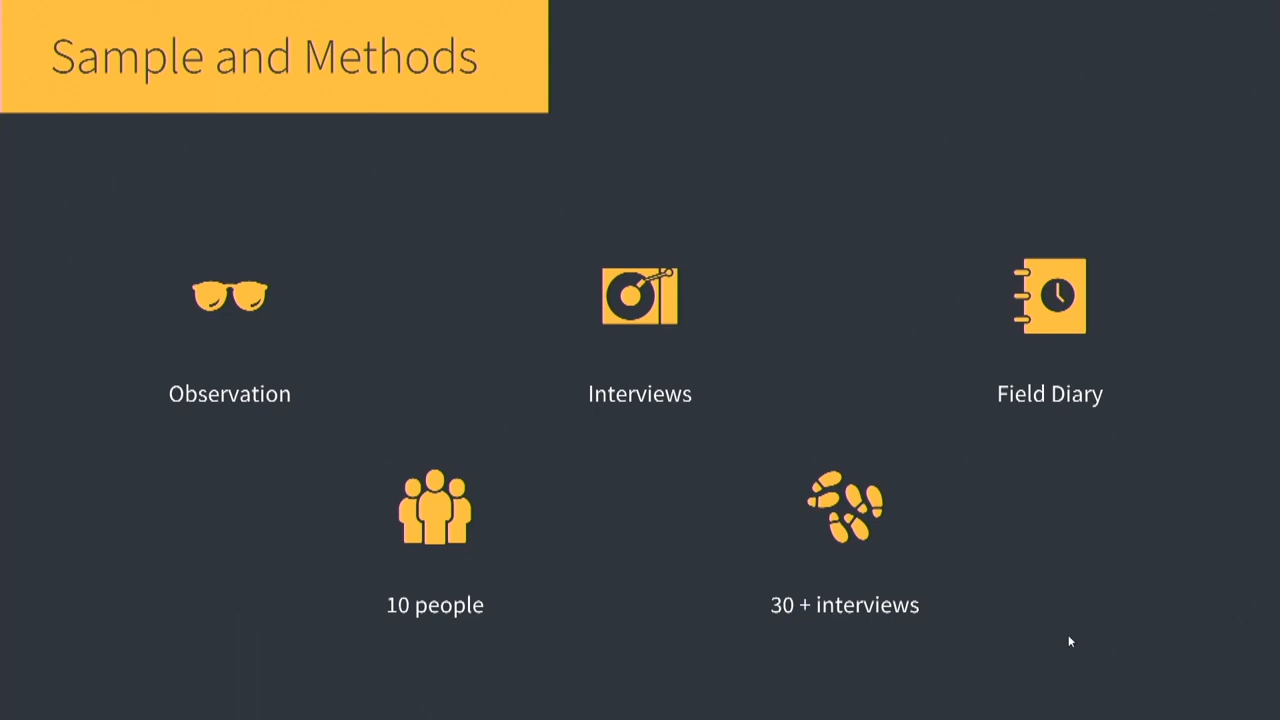 Sample and Methods
Observation
Interviews
Field Diary
10 people
30 + interviews